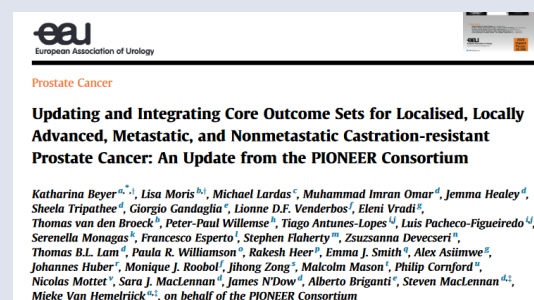 eau
European Association of Urology
Prostate Cancer
Updating and Integrating Core Outcome Sets for Localised, Locally
Advanced, Metastatic, and Nonmetastatic Castration-resistant
Prostate Cancer: An Update from the PIONEER Consortium
Katharina Beyer a,*,†, Lisa Moris b,†, Michael Lardas c, Muhammad Imran Omar d, Jemma Healey d,
Sheela Tripathee d, Giorgio Gandaglia e, Lionne D.F. Venderbos f, Eleni Vradi g,
Thomas van den Broeck b, Peter-Paul Willemse h, Tiago Antunes-Lopes i,j, Luis Pacheco-Figueiredo i,j,
Serenella Monagas k, Francesco Esperto l, Stephen Flaherty m, Zsuzsanna Devecseri n,
Thomas B.L. Lam d, Paula R. Williamson o, Rakesh Heer p, Emma J. Smith q, Alex Asiimwe g,
Johannes Huber r, Monique J. Roobol f, Jihong Zong s, Malcolm Mason t, Philip Cornford u,
Nicolas Mottet v, Sara J. MacLennan d, James N'Dow d, Alberto Briganti e, Steven MacLennan d,‡,
Mieke Van Hemelrijck a,‡, on behalf of the PIONEER Consortium